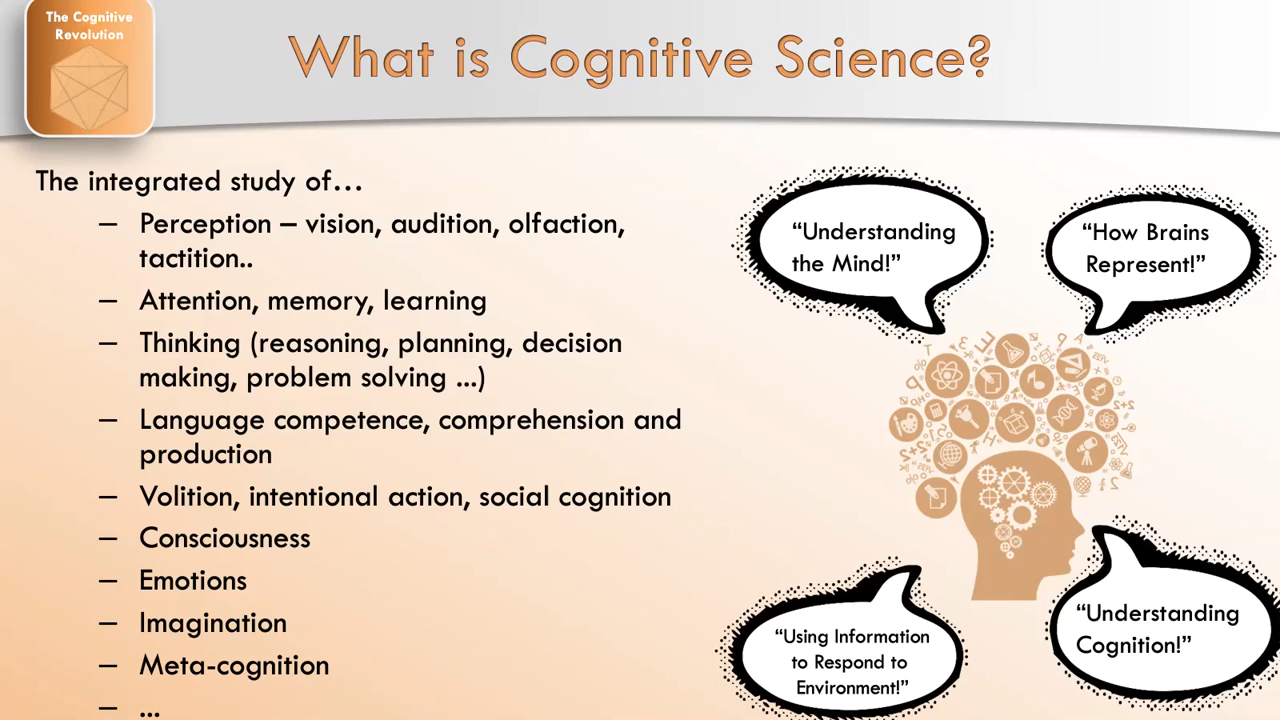 The Cognitive
Revolution
What is Cognitive Science?
The integrated study of...
– Perception – vision, audition, olfaction,
tactition..
– Attention, memory, learning
– Thinking (reasoning, planning, decision
making, problem solving ...)
– Language competence, comprehension and
production
– Volition, intentional action, social cognition
– Consciousness
– Emotions
– Imagination
– Meta-cognition
– ...
“Understanding
the Mind!”
“How Brains
Represent!”
“Using Information
to Respond to
Environment!”
“Understanding
Cognition!”